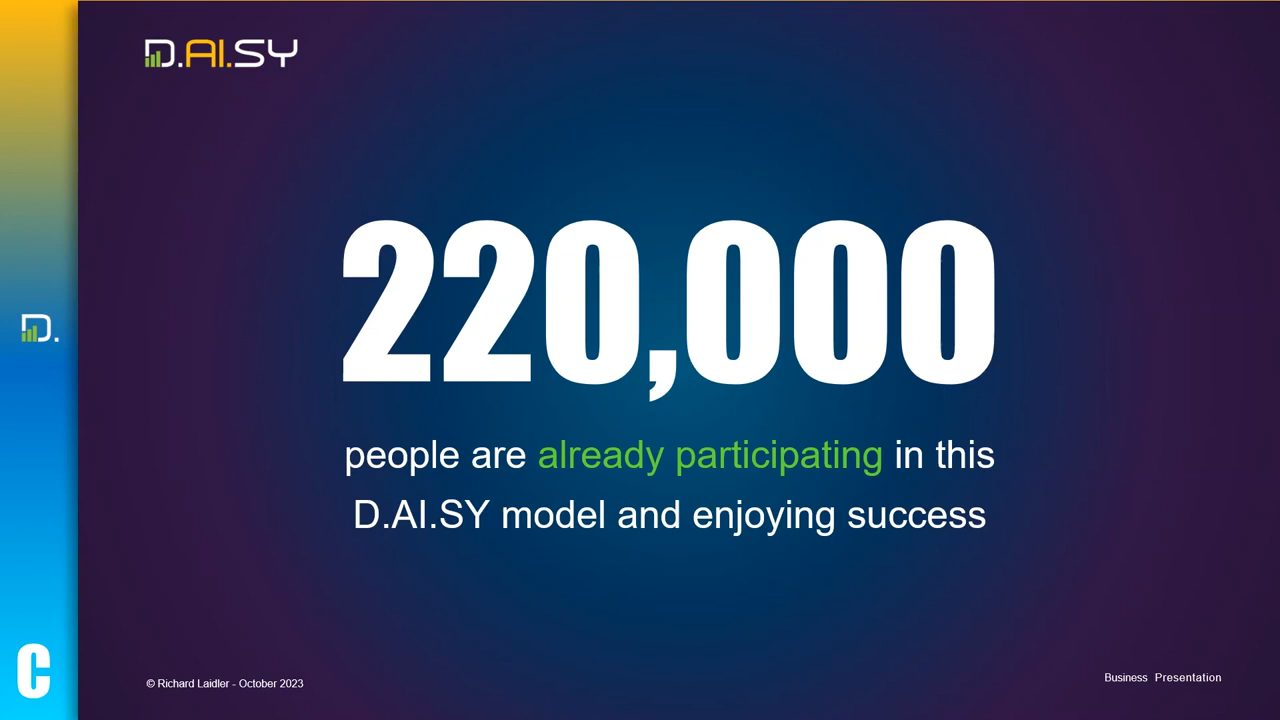 D.AI.SY
220,000
people are already participating in this
D.AI.SY model and enjoying success
D.
C
© Richard Laidler - October 2023
Business Presentation